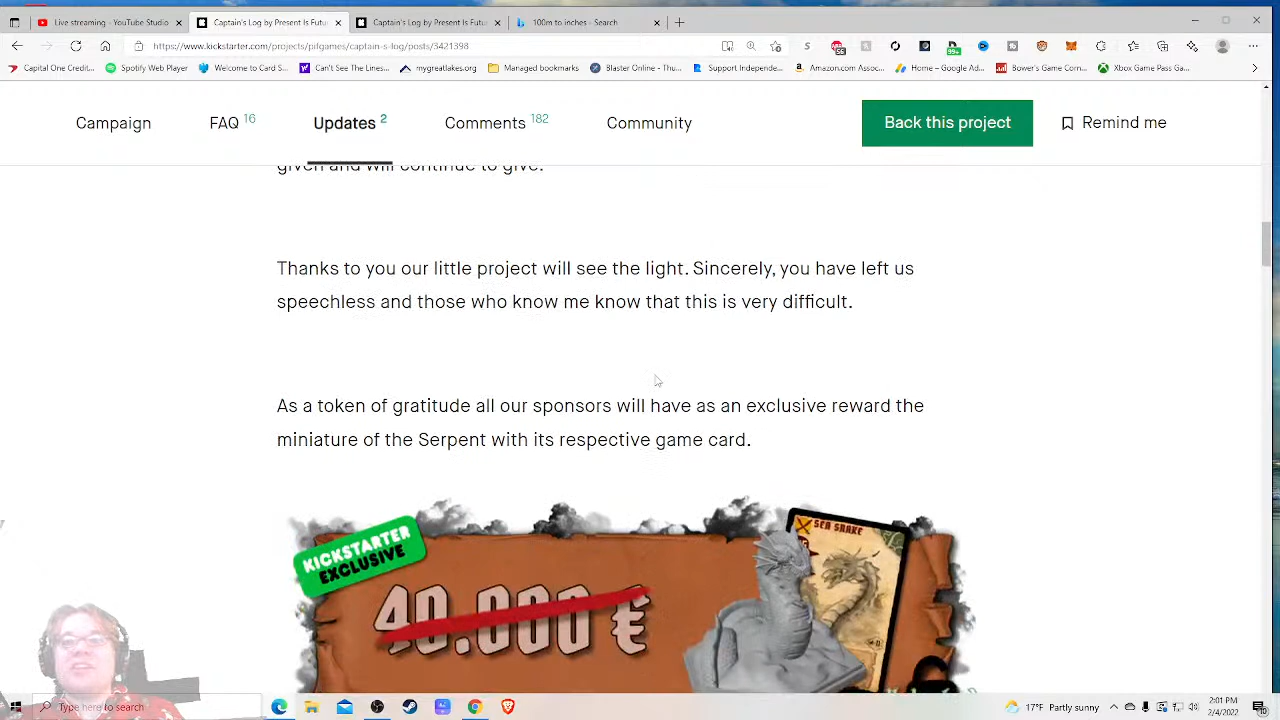 Live streaming - YouTube Studio
Captain's Log by Present Is Futu
Captain's Log by Present Is Futu
100m to inches - Search
https://www.kickstarter.com/projects/pifgames/captain-s-log/posts/3421398
Capital One Credit...
Spotify Web Player
Welcome to Card S...
Can't See The Lines...
mygreatlakes.org
Managed bookmarks
Blaster Online - Thu...
Support Independe...
Amazon.com Assoc...
Home – Google Ad...
Bower's Game Corn...
Xbox Game Pass Ga...
Campaign
FAQ 16
Updates 2
Comments 182
Community
Back this project
Remind me
given and will continue to give.
Thanks to you our little project will see the light. Sincerely, you have left us
speechless and those who know me know that this is very difficult.
As a token of gratitude all our sponsors will have as an exclusive reward the
miniature of the Serpent with its respective game card.
KICKSTARTER
EXCLUSIVE
40.000 €
SEA SNAKE
Type here to search
17°F Partly sunny
2:01 PM
2/4/2022